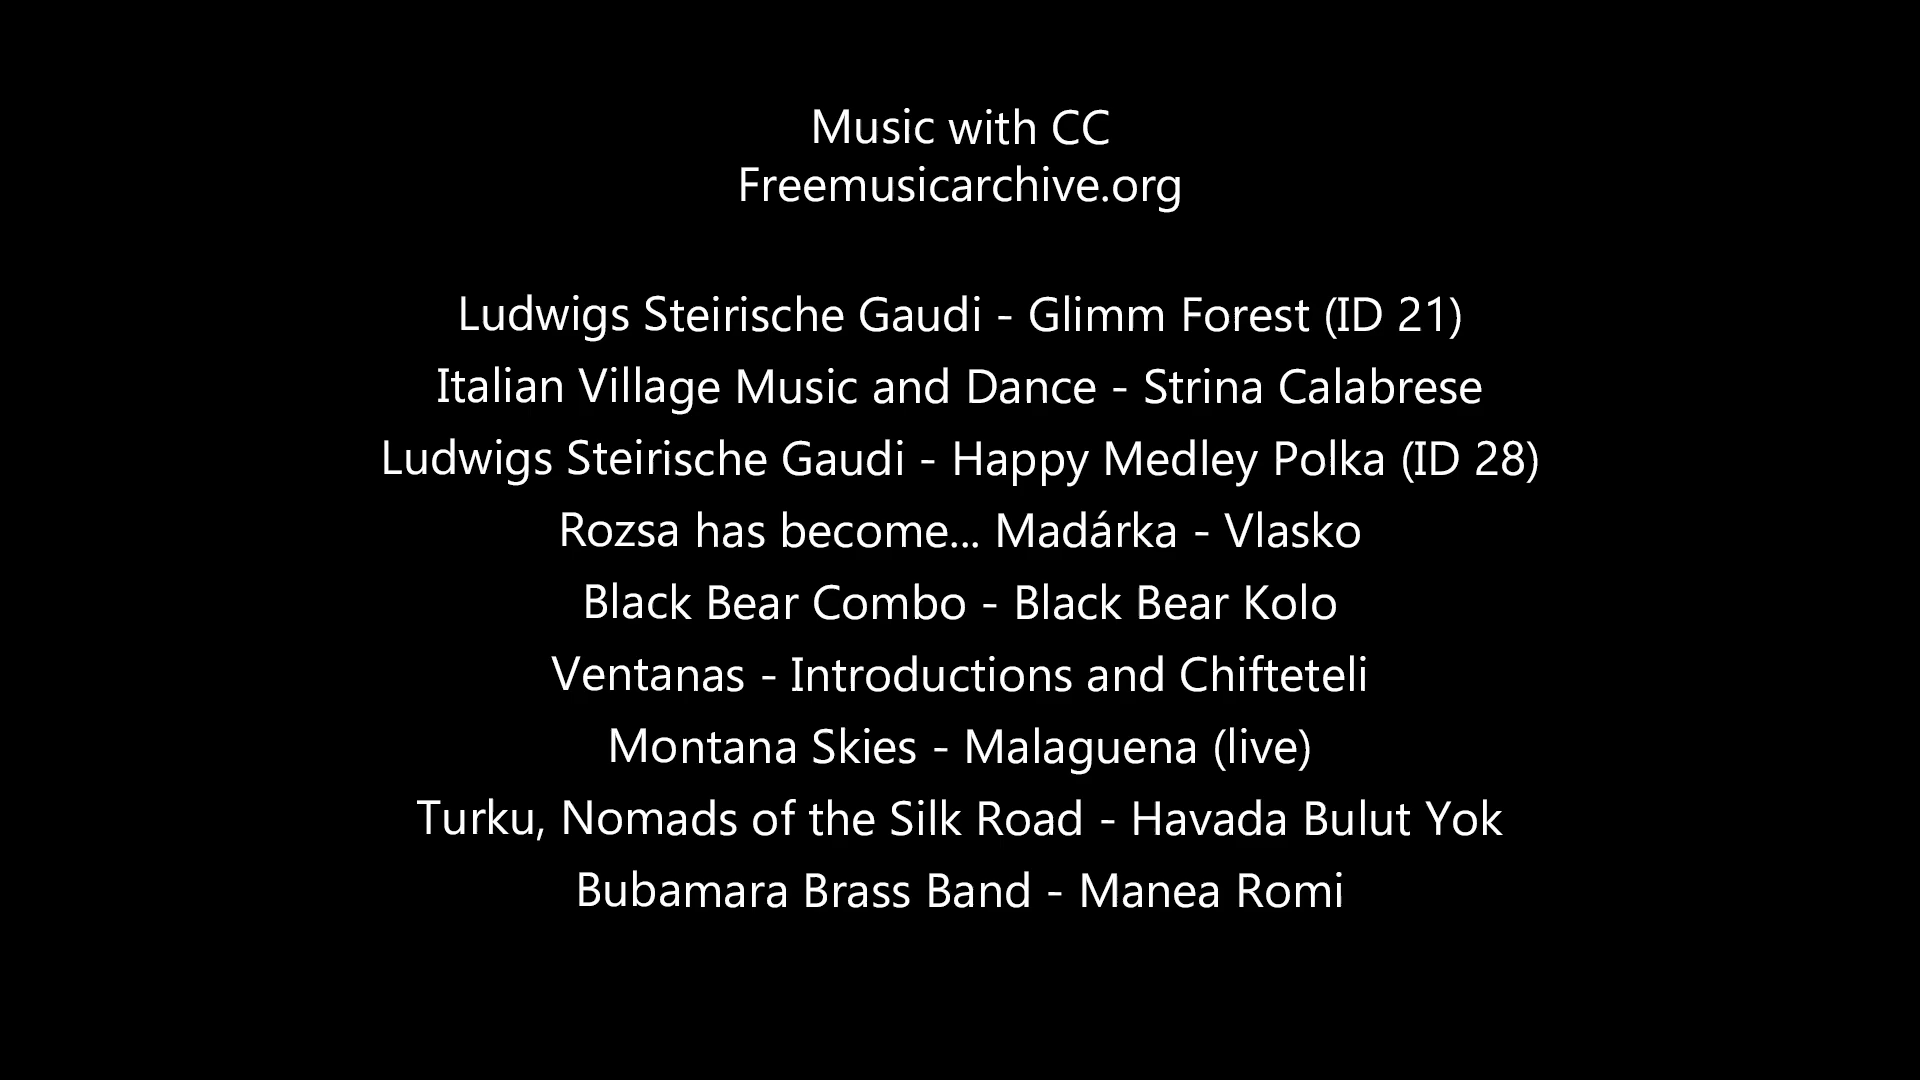 Music with CC
Freemusicarchive.org
Ludwigs Steirische Gaudi - Glimm Forest (ID 21)
Italian Village Music and Dance - Strina Calabrese
Ludwigs Steirische Gaudi - Happy Medley Polka (ID 28)
Rozsa has become... Madárka - Vlasko
Black Bear Combo - Black Bear Kolo
Ventanas - Introductions and Chifteteli
Montana Skies - Malaguena (live)
Turku, Nomads of the Silk Road - Havada Bulut Yok
Bubamara Brass Band - Manea Romi